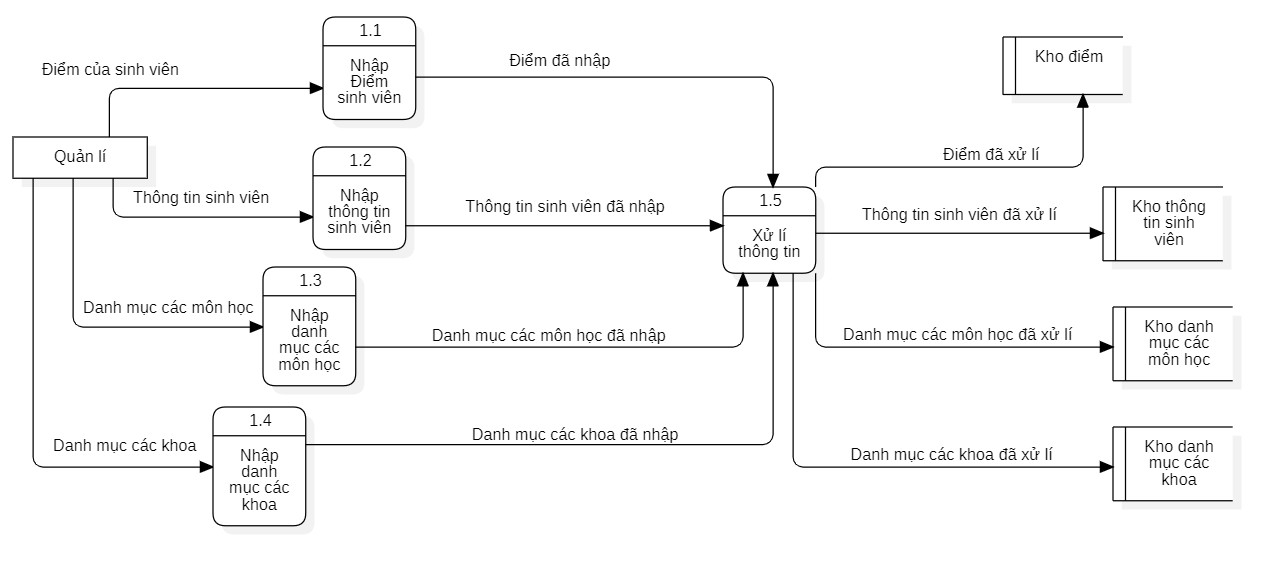 1.1
Nhập
Điểm
sinh viên
Điểm của sinh viên
Điểm đã nhập
Kho điểm
Quản lí
1.2
Nhập
thông tin
sinh viên
Thông tin sinh viên
Thông tin sinh viên đã nhập
1.5
Xử lí
thông tin
Điểm đã xử lí
Thông tin sinh viên đã xử lí
Kho thông
tin sinh
viên
1.3
Nhập
danh
mục các
môn học
Danh mục các môn học
Danh mục các môn học đã nhập
Danh mục các môn học đã xử lí
Kho danh
mục các
môn học
1.4
Nhập
danh
mục các
khoa
Danh mục các khoa
Danh mục các khoa đã nhập
Danh mục các khoa đã xử lí
Kho danh
mục các
khoa